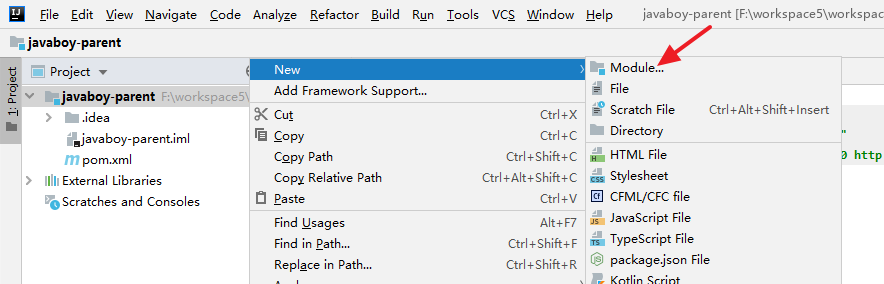 IJ File Edit View Navigate Code Analyze Refactor Build Run Tools VCS Window Help javaboy-parent [F:\workspace5\workspac
javaboy-parent
1: Project
Project
New
Module...
javaboy-parent F:\workspace5\
Add Framework Support...
File
.idea
Cut Ctrl+X
Scratch File Ctrl+Alt+Shift+Insert
javaboy-parent.iml
Copy Ctrl+C
Directory
"
pom.xml
Copy Path Ctrl+Shift+C
HTML File
0 http
External Libraries
Copy Relative Path Ctrl+Alt+Shift+C
Stylesheet
Scratches and Consoles
Paste Ctrl+V
CFML/CFC file
Find Usages Alt+F7
JavaScript File
Find in Path... Ctrl+Shift+F
TypeScript File
Replace in Path... Ctrl+Shift+R
package.json File
Kotlin Script